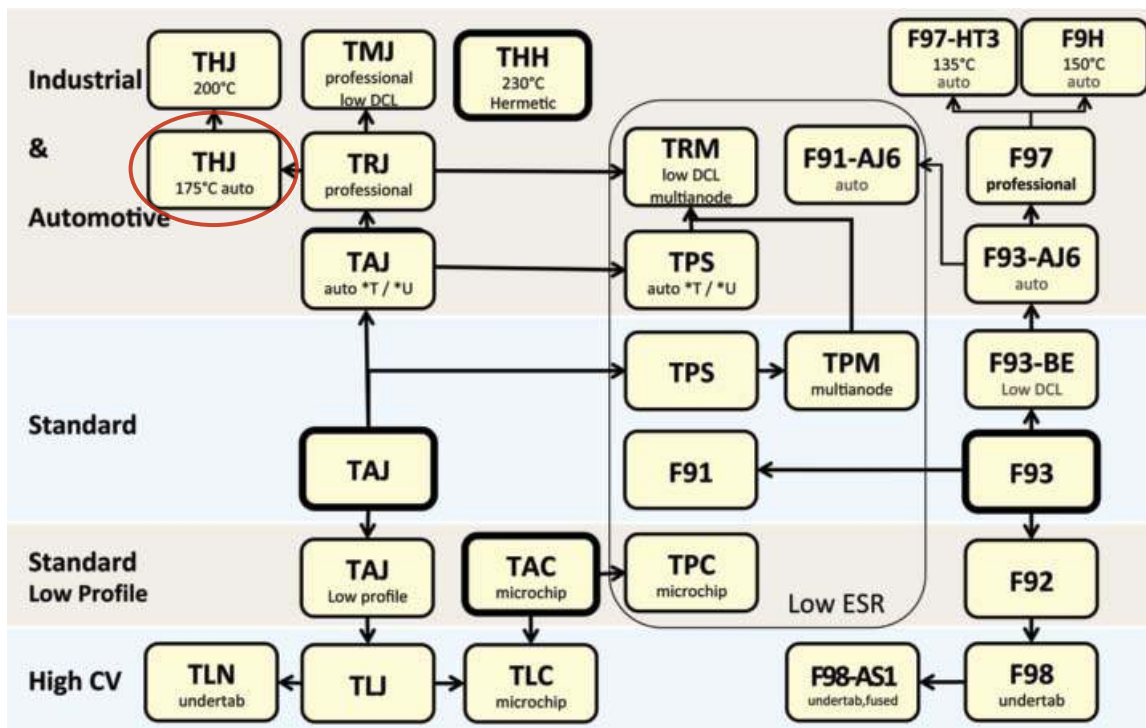 Industrial
&
Automotive
THJ
200°C
TMJ
professional
low DCL
THH
230°C
Hermetic
F97-HT3
135°C
auto
F9H
150°C
auto
THJ
175°C auto
TRJ
professional
TRM
low DCL
multianode
F91-AJ6
auto
F97
professional
TAJ
auto *T / *U
TPS
auto *T / *U
F93-AJ6
auto
Standard
TPS
TPM
multianode
F93-BE
Low DCL
TAJ
F91
F93
Standard
Low Profile
TAJ
Low profile
TAC
microchip
TPC
microchip
Low ESR
F92
High CV
TLN
undertab
TLJ
TLC
microchip
F98-AS1
undertab,fused
F98
undertab